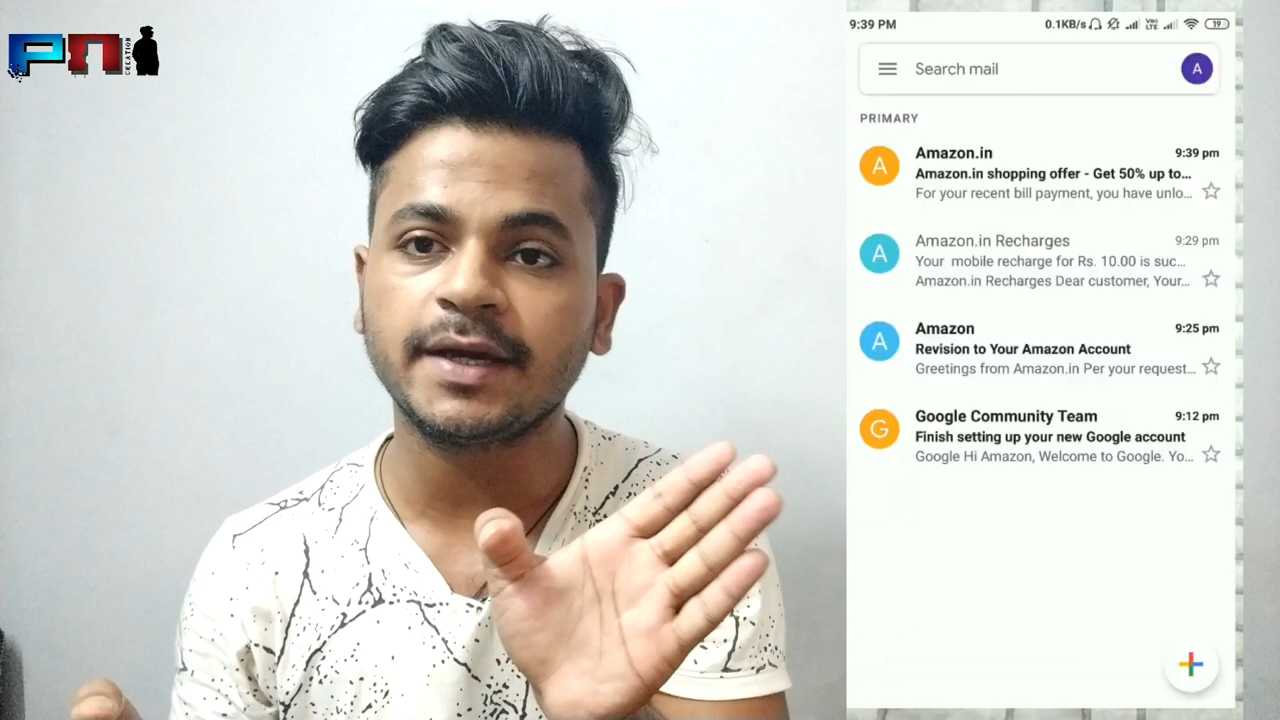 Pn
CREATION
9:39 PM
0.1KB/s
Vo)
LTE
19
Search mail
A
PRIMARY
A
Amazon.in
9:39 pm
Amazon.in shopping offer - Get 50% up to...
For your recent bill payment, you have unlo...
A
Amazon.in Recharges
9:29 pm
Your mobile recharge for Rs. 10.00 is suc...
Amazon.in Recharges Dear customer, Your...
A
Amazon
9:25 pm
Revision to Your Amazon Account
Greetings from Amazon.in Per your request...
G
Google Community Team
9:12 pm
Finish setting up your new Google account
Google Hi Amazon, Welcome to Google. Yo...